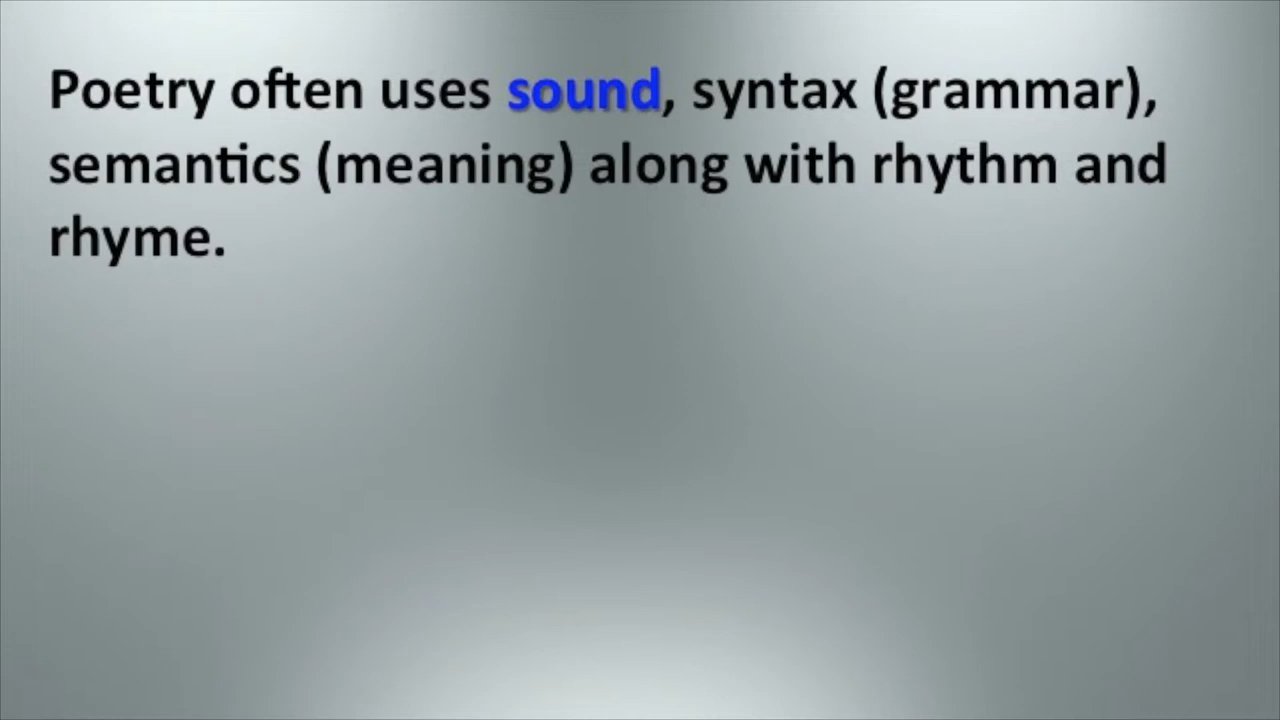 Poetry often uses sound, syntax (grammar),
semantics (meaning) along with rhythm and
rhyme.